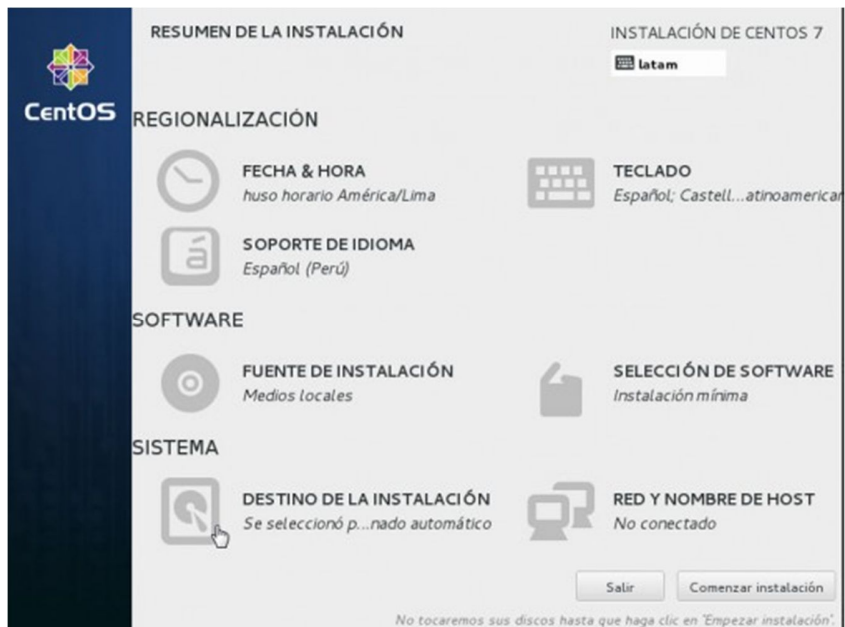 RESUMEN DE LA INSTALACIÓN
INSTALACIÓN DE CENTOS 7
latam
CentOS
REGIONALIZACIÓN
FECHA & HORA
huso horario América/Lima
TECLADO
Español; Castell...atinoamerican
á
SOPORTE DE IDIOMA
Español (Perú)
SOFTWARE
FUENTE DE INSTALACIÓN
Medios locales
SELECCIÓN DE SOFTWARE
Instalación mínima
SISTEMA
DESTINO DE LA INSTALACIÓN
Se seleccionó p...nado automático
RED Y NOMBRE DE HOST
No conectado
Salir
Comenzar instalación
No tocaremos sus discos hasta que haga clic en 'Empezar instalación'.